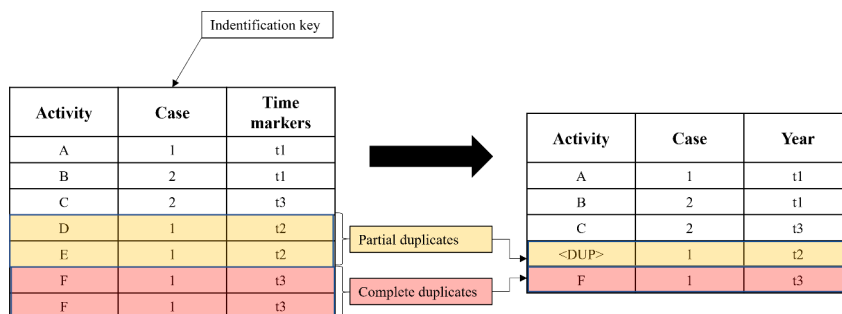 Indentification key
Activity Case Time markers
A 1 t1
B 2 t1
C 2 t3
D 1 t2
E 1 t2
F 1 t3
F 1 t3
Partial duplicates
Complete duplicates
Activity Case Year
A 1 t1
B 2 t1
C 2 t3
<DUP> 1 t2
F 1 t3